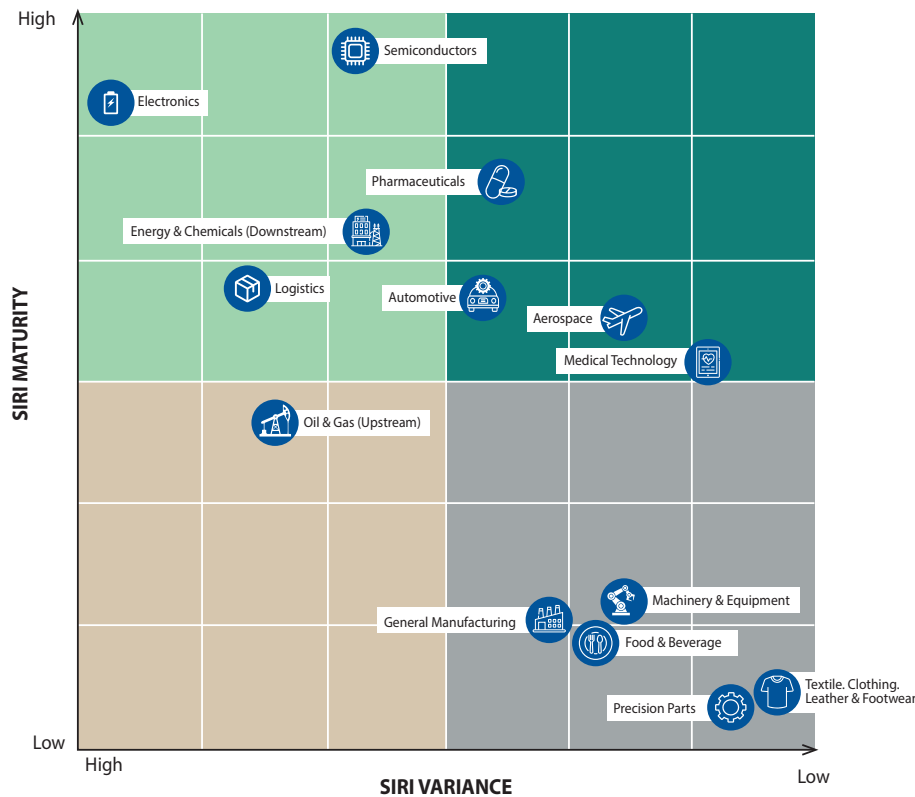 High
Semiconductors
Electronics
Pharmaceuticals
Energy & Chemicals (Downstream)
Logistics
Automotive
Aerospace
Medical Technology
SIRI MATURITY
Oil & Gas (Upstream)
Machinery & Equipment
General Manufacturing
Food & Beverage
Textile. Clothing.
Leather & Footwear
Precision Parts
Low
High
Low
SIRI VARIANCE